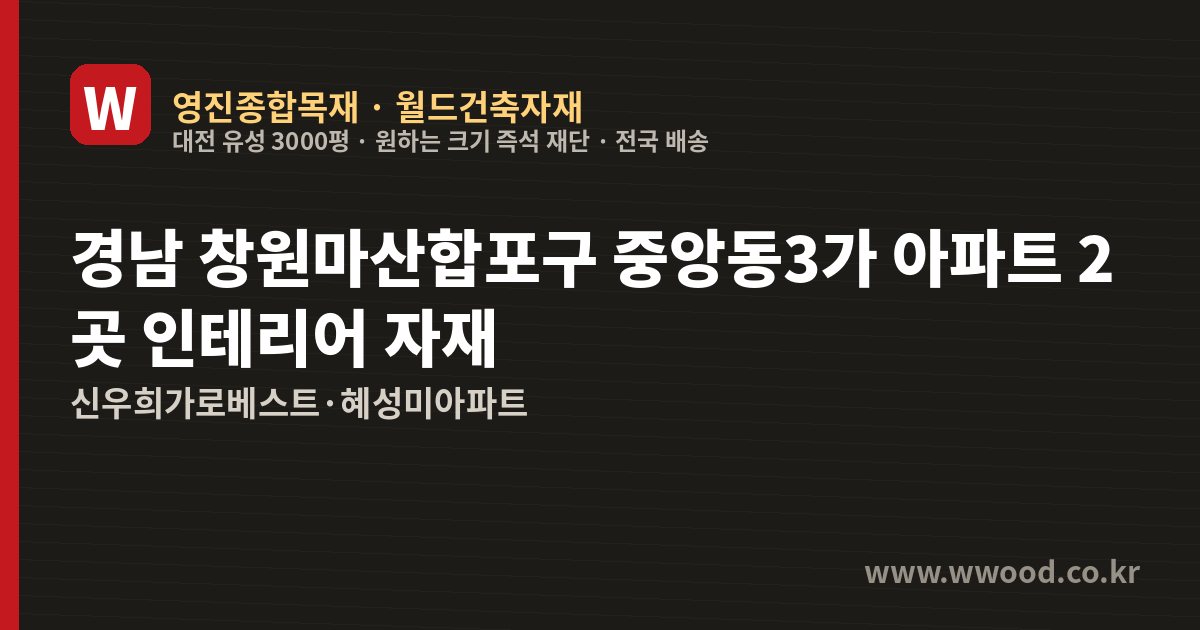 W
영진종합목재 · 월드건축자재
대전 유성 3000평 · 원하는 크기 즉석 재단 · 전국 배송
경남 창원마산합포구 중앙동3가 아파트 2
곳 인테리어 자재
신우희가로베스트·혜성미아파트
www.wwood.co.kr